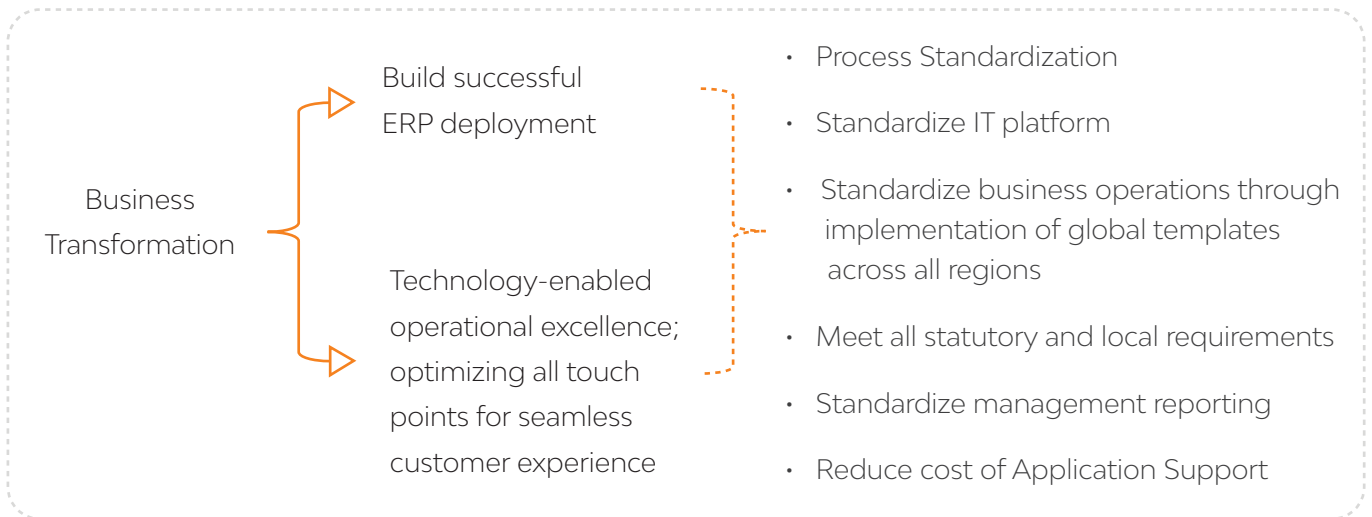 Business
Transformation
Build successful
ERP deployment
Technology-enabled
operational excellence;
optimizing all touch
points for seamless
customer experience
• Process Standardization
• Standardize IT platform
• Standardize business operations through
implementation of global templates
across all regions
• Meet all statutory and local requirements
• Standardize management reporting
• Reduce cost of Application Support